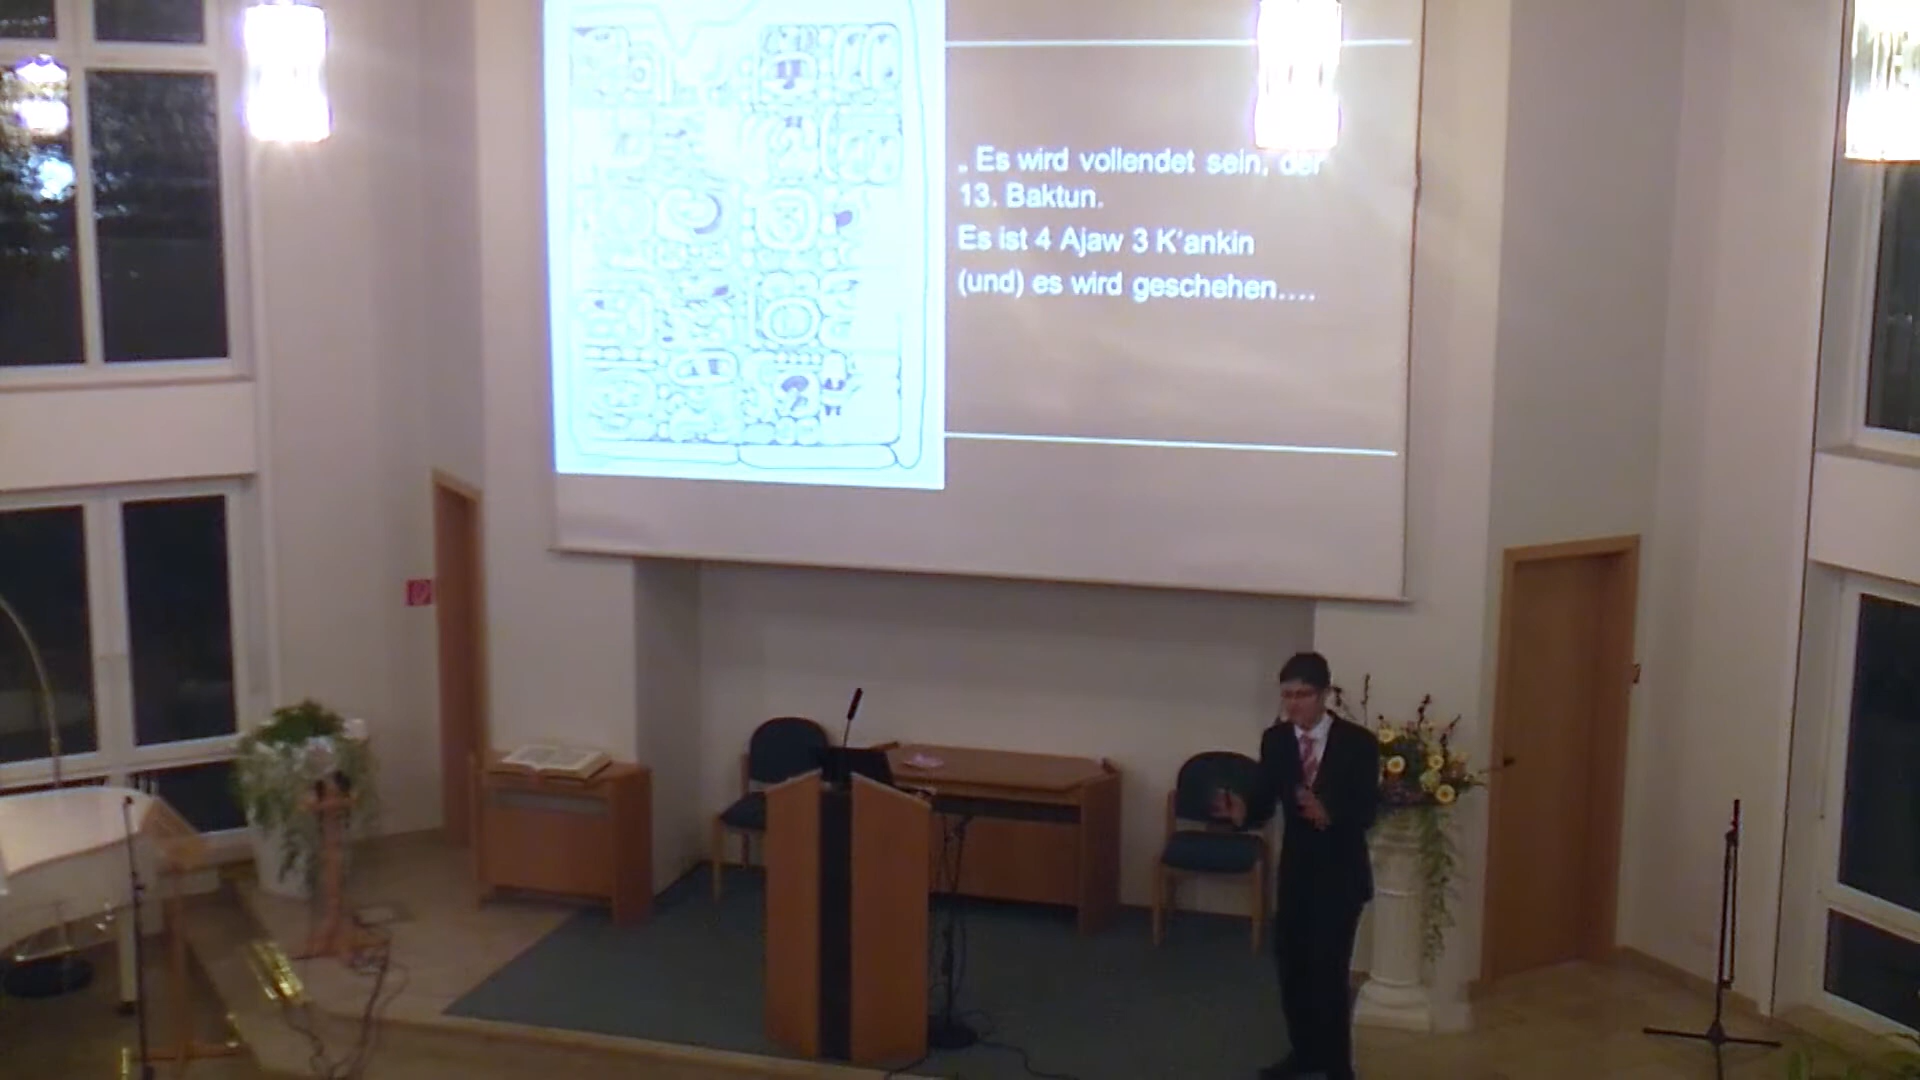 „ Es wird vollendet sein, der
13. Baktun.
Es ist 4 Ajaw 3 K'ankin
(und) es wird geschehen....